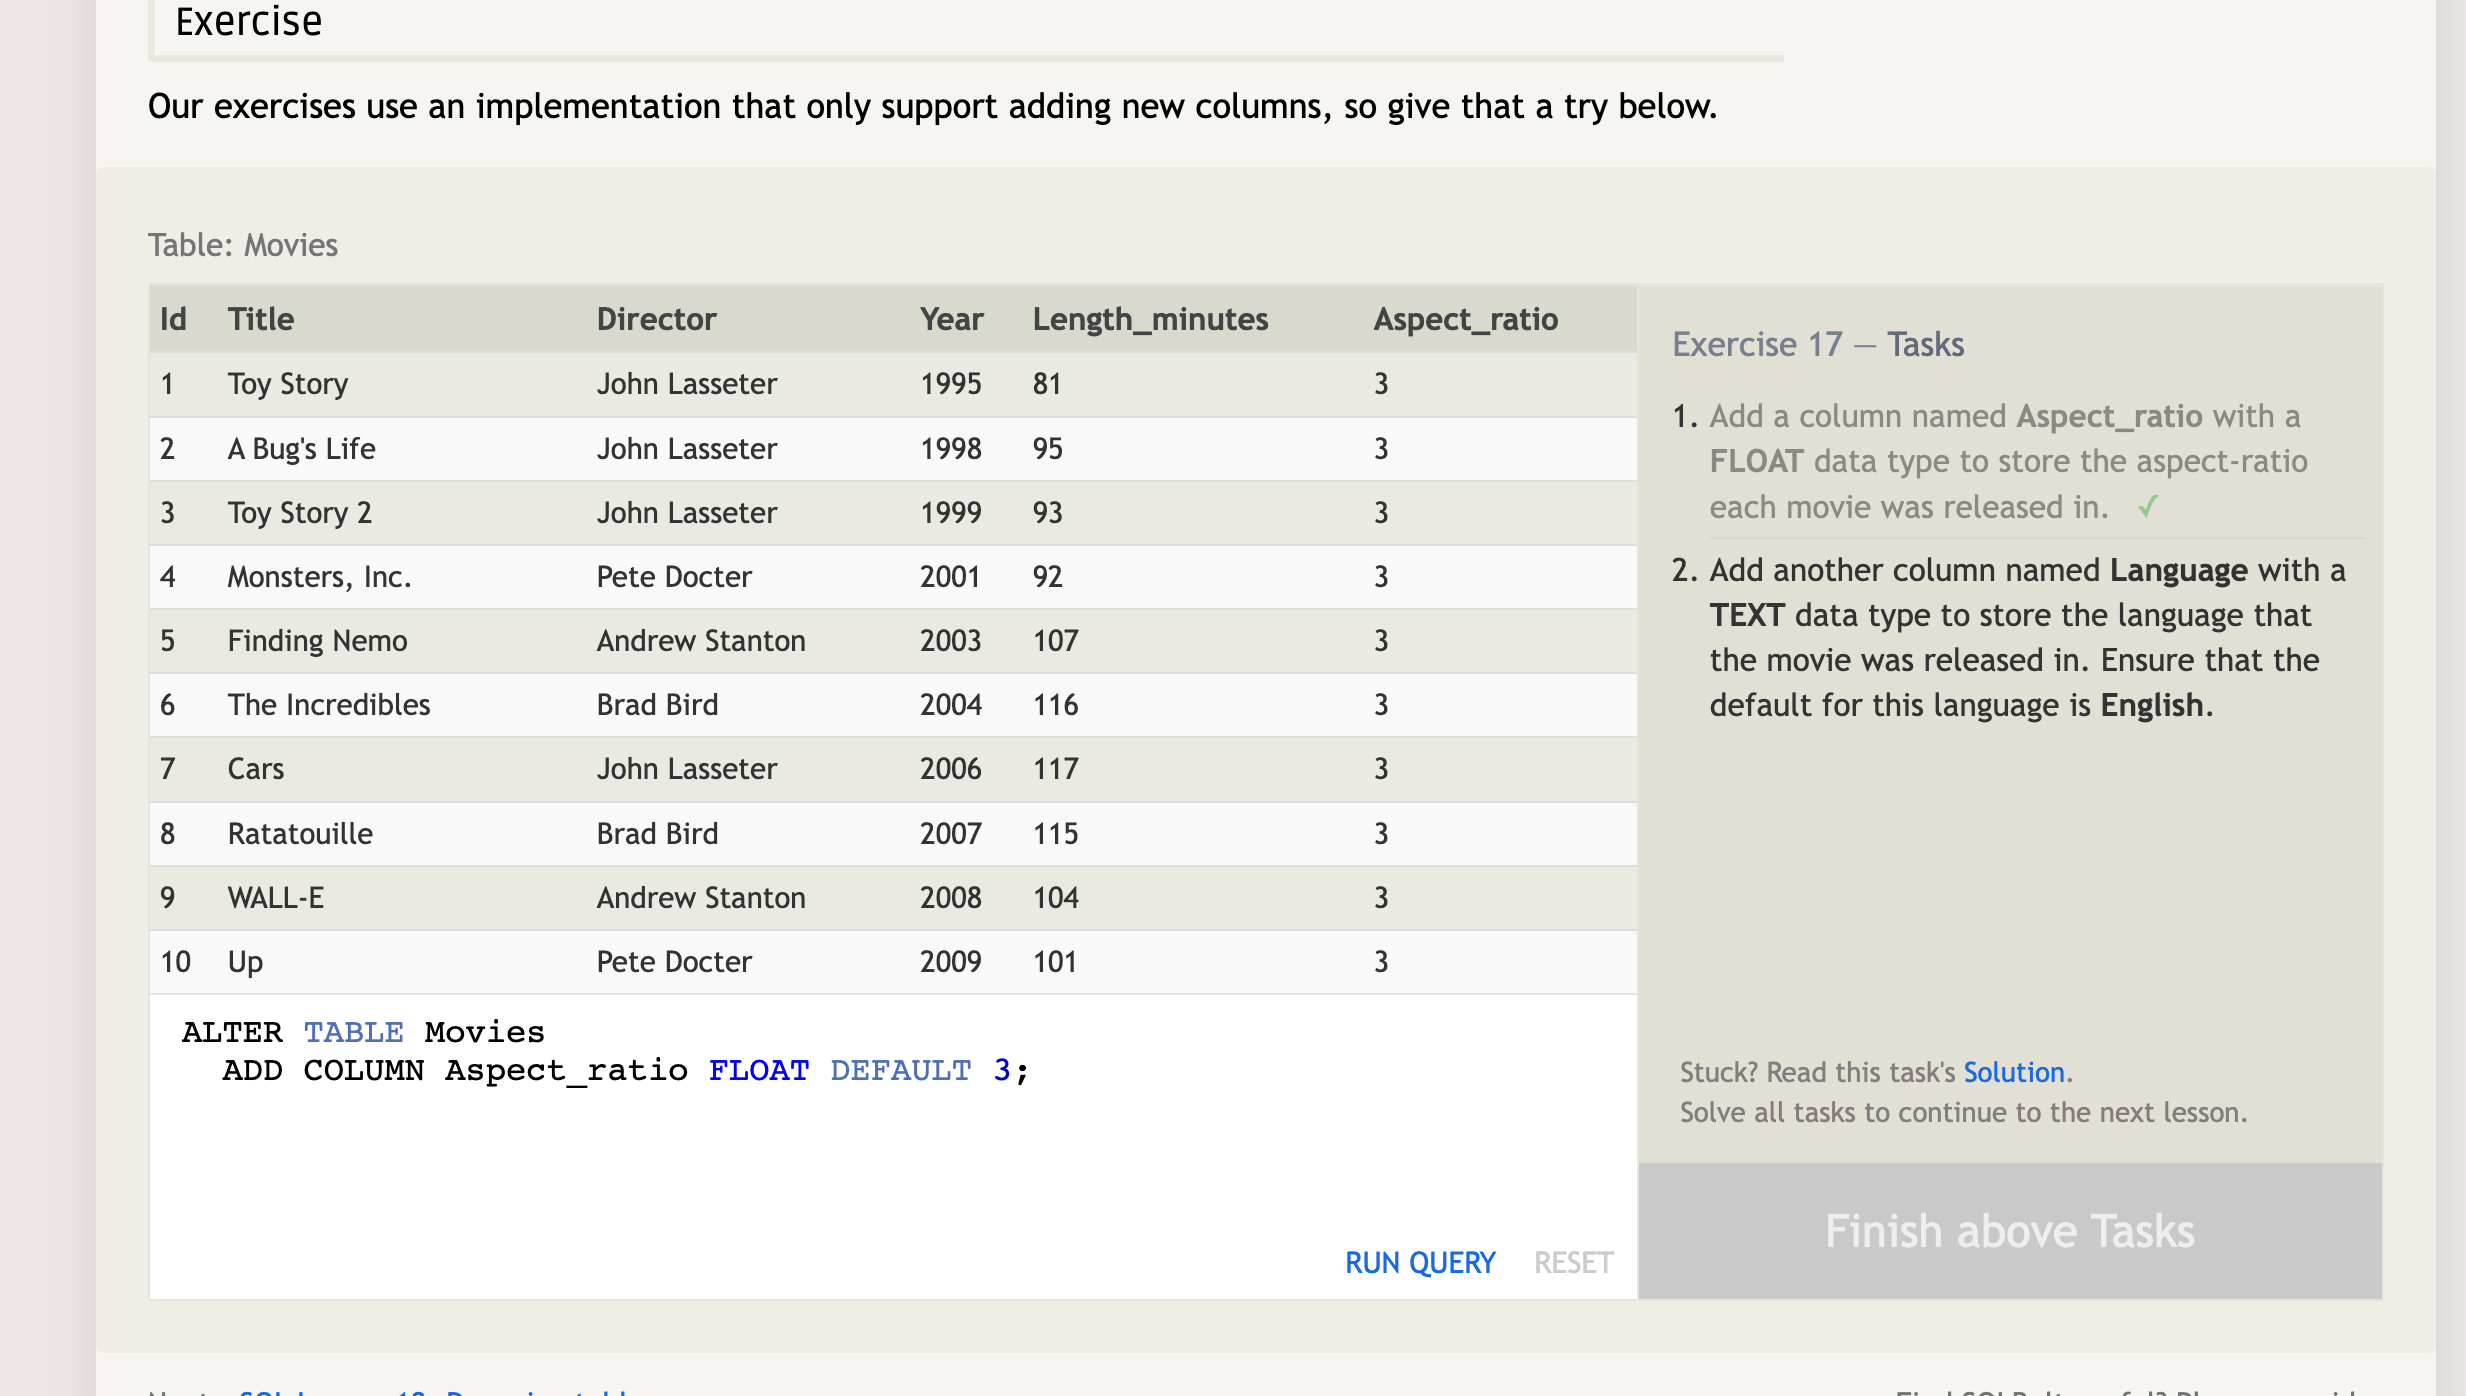 Exercise
Our exercises use an implementation that only support adding new columns, so give that a try below.
Table: Movies
Id Title Director Year Length_minutes Aspect_ratio
1 Toy Story John Lasseter 1995 81 3
2 A Bug's Life John Lasseter 1998 95 3
3 Toy Story 2 John Lasseter 1999 93 3
4 Monsters, Inc. Pete Docter 2001 92 3
5 Finding Nemo Andrew Stanton 2003 107 3
6 The Incredibles Brad Bird 2004 116 3
7 Cars John Lasseter 2006 117 3
8 Ratatouille Brad Bird 2007 115 3
9 WALL-E Andrew Stanton 2008 104 3
10 Up Pete Docter 2009 101 3
ALTER TABLE Movies
ADD COLUMN Aspect_ratio FLOAT DEFAULT 3;
RUN QUERY RESET
Exercise 17 — Tasks
1. Add a column named Aspect_ratio with a
FLOAT data type to store the aspect-ratio
each movie was released in. ✓
2. Add another column named Language with a
TEXT data type to store the language that
the movie was released in. Ensure that the
default for this language is English.
Stuck? Read this task's Solution.
Solve all tasks to continue to the next lesson.
Finish above Tasks